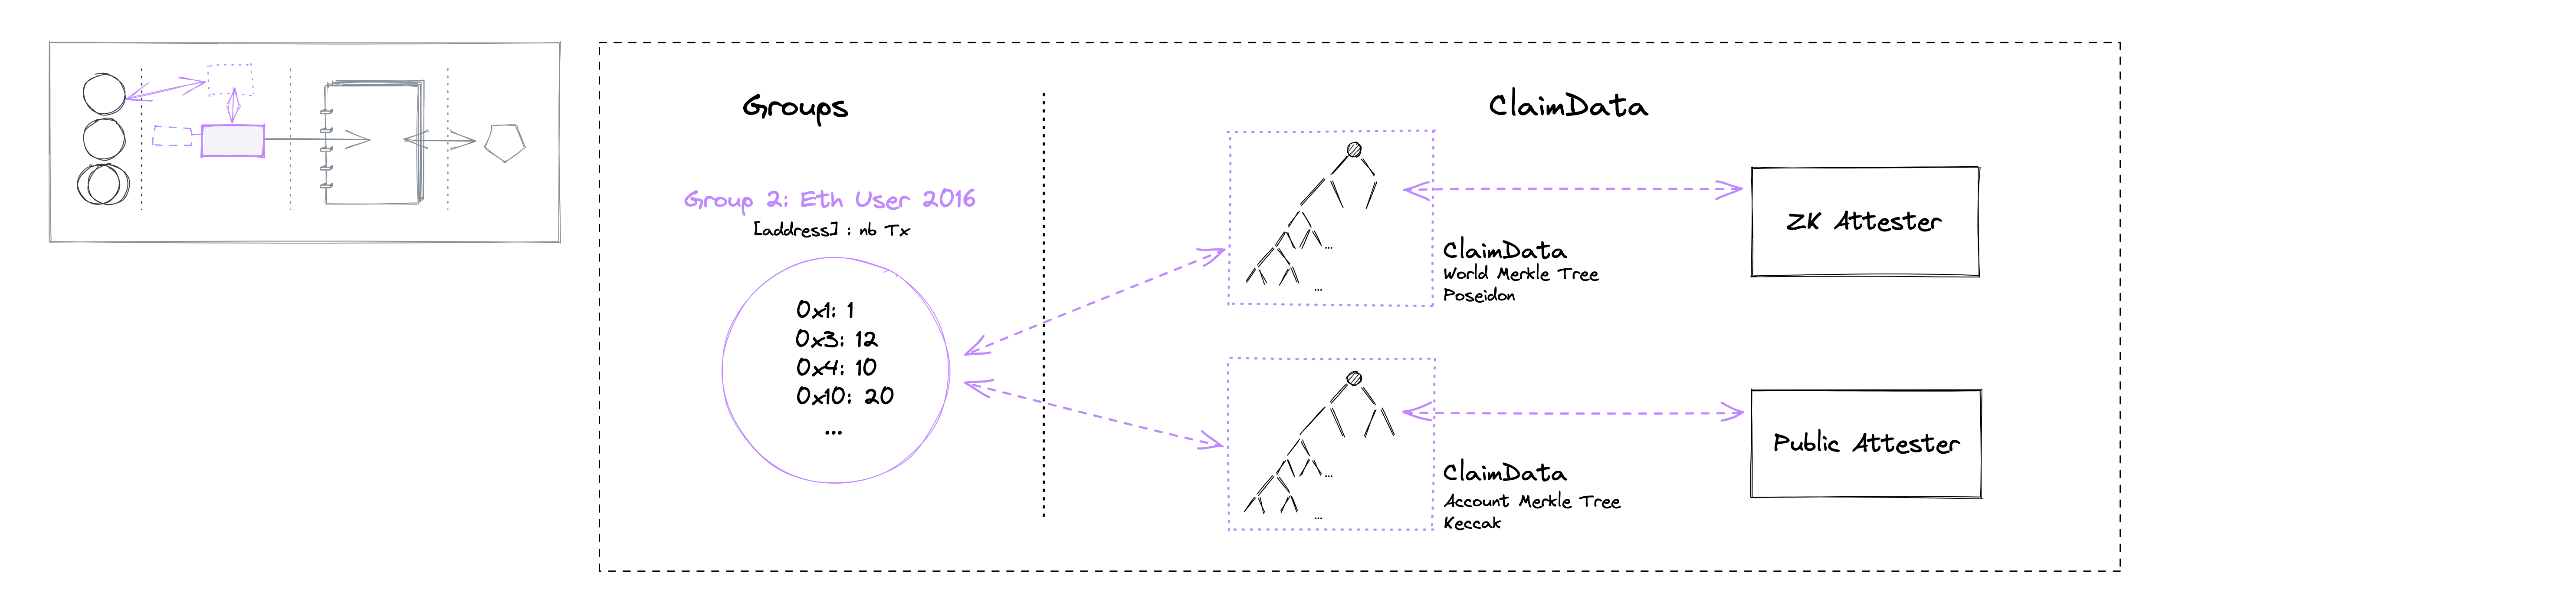 Groups
ClaimData
Group 2: Eth User 2016
[address] : nb Tx
0x1: 1
0x3: 12
0x4: 10
0x10: 20
...
...
...
ClaimData
World Merkle Tree
Poseidon
ZK Attester
...
...
ClaimData
Account Merkle Tree
Keccak
Public Attester